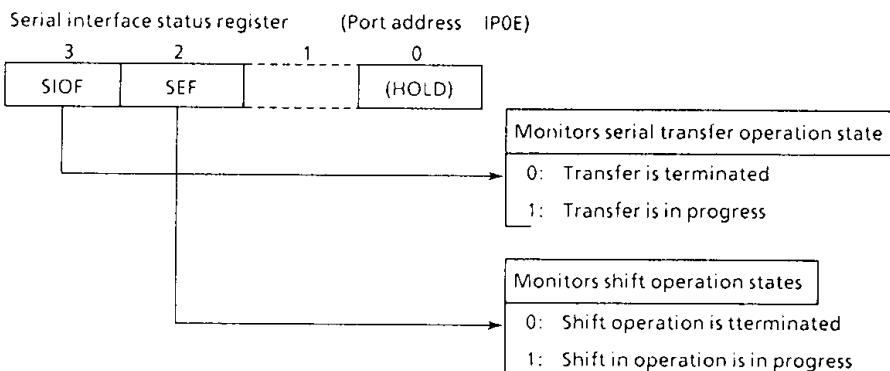 Serial interface status register (Port address IP0E)
3 2 1 0
SIOF SEF (HOLD)
Monitors serial transfer operation state
0: Transfer is terminated
1: Transfer is in progress
Monitors shift operation states
0: Shift operation is tterminated
1: Shift in operation is in progress